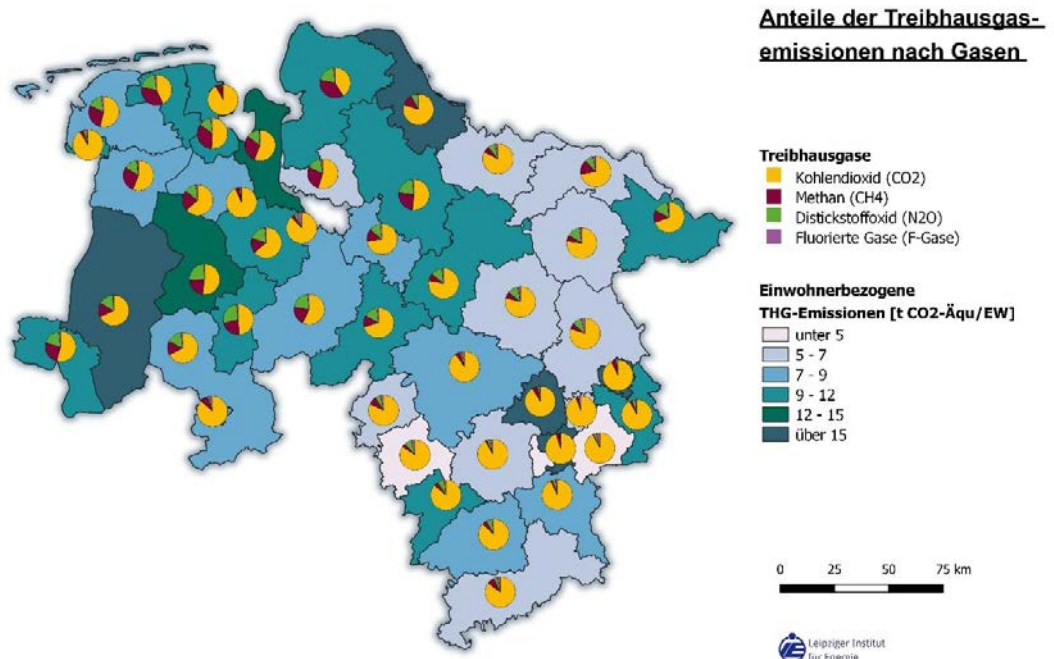 Anteile der Treibhausgas-
emissionen nach Gasen
Treibhausgase
Kohlendioxid (CO2)
Methan (CH4)
Distickstoffoxid (N2O)
Fluorierte Gase (F-Gase)
Einwohnerbezogene
THG-Emissionen [t CO2-Äqu/EW]
unter 5
5 - 7
7 - 9
9 - 12
12 - 15
über 15
0 25 50 75 km
Leipziger Institut
für Energie